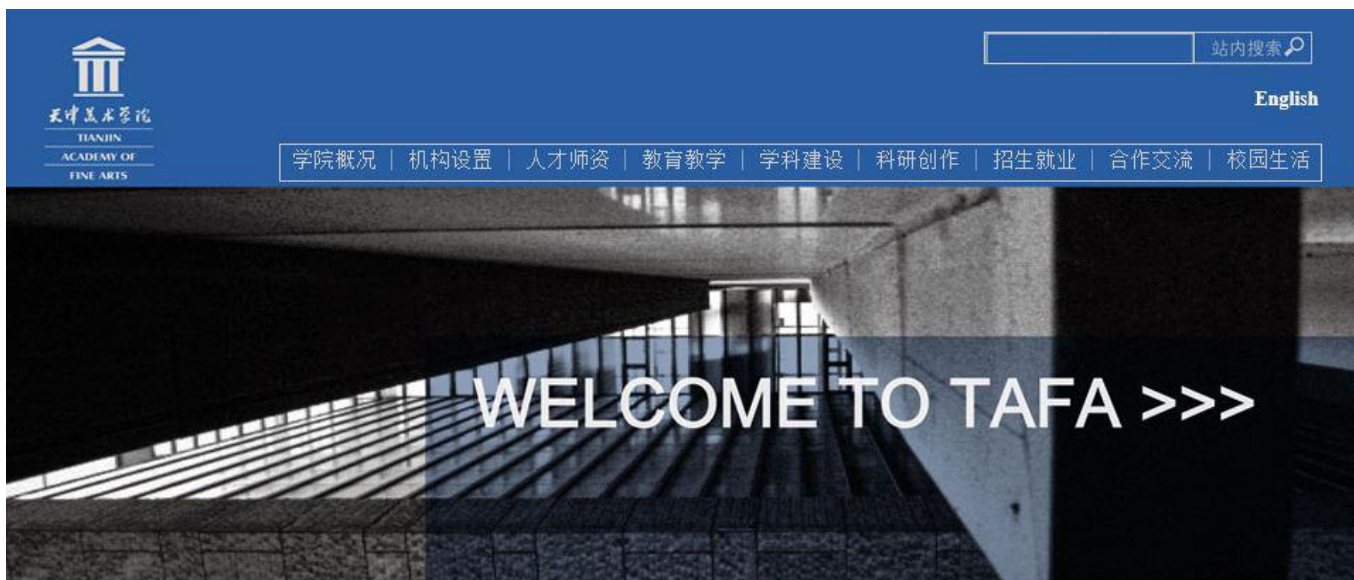 站内搜索
English
天津美术学院
TIANJIN
ACADEMY OF
FINE ARTS
学院概况 | 机构设置 | 人才师资 | 教育教学 | 学科建设 | 科研创作 | 招生就业 | 合作交流 | 校园生活
WELCOME TO TAFA >>>